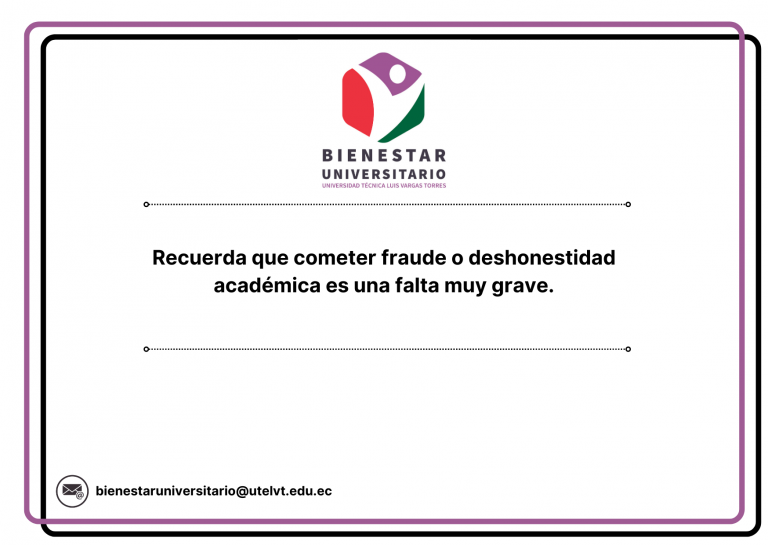 BIENESTAR
UNIVERSITARIO
UNIVERSIDAD TÉCNICA LUIS VARGAS TORRES
Recuerda que cometer fraude o deshonestidad
académica es una falta muy grave.
@
bienestaruniversitario@utelvt.edu.ec